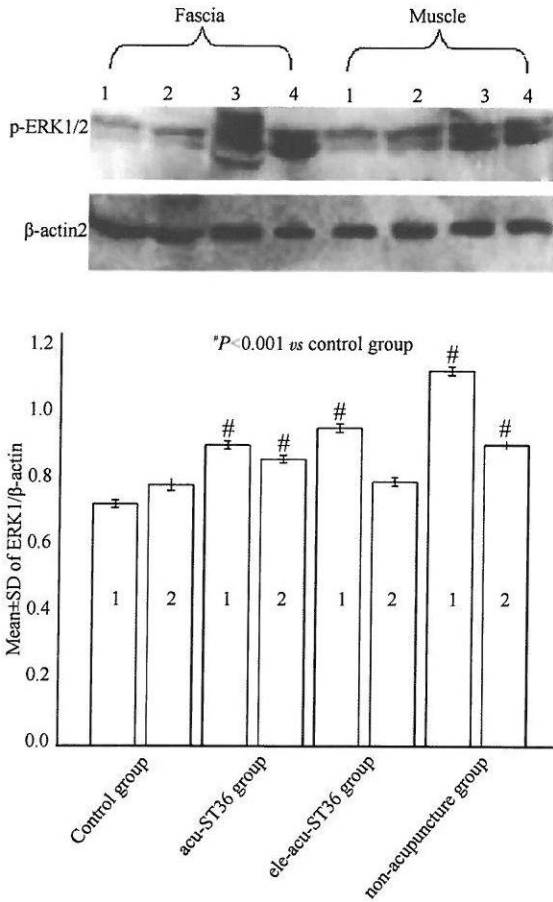 Fascia Muscle
1 2 3 4 1 2 3 4
p-ERK1/2
β-actin2
#P<0.001 vs control group
Mean±SD of ERK1/β-actin
1.2
1.0
0.8
0.6
0.4
0.2
0.0
# # # # #
1 2 1 2 1 2 1 2
Control group
acu-ST36 group
ele-acu-ST36 group
non-acupuncture group